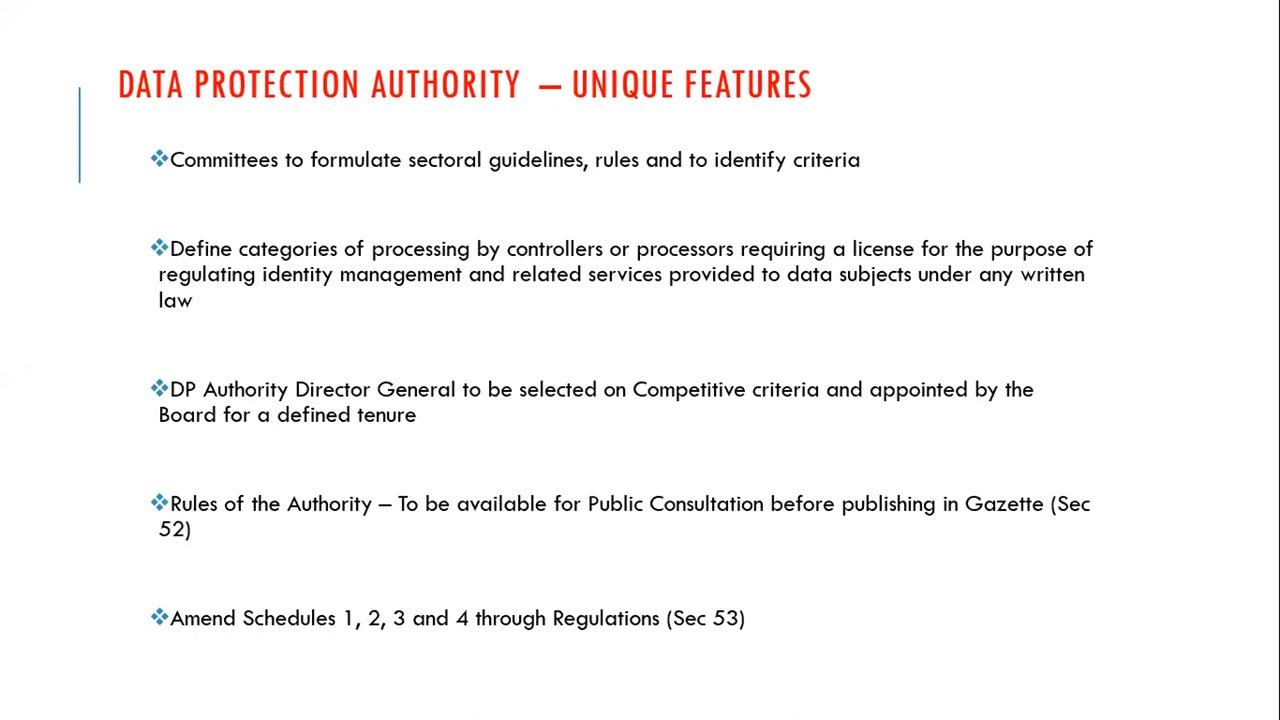 DATA PROTECTION AUTHORITY – UNIQUE FEATURES
❖Committees to formulate sectoral guidelines, rules and to identify criteria
❖Define categories of processing by controllers or processors requiring a license for the purpose of
regulating identity management and related services provided to data subjects under any written
law
❖DP Authority Director General to be selected on Competitive criteria and appointed by the
Board for a defined tenure
❖Rules of the Authority – To be available for Public Consultation before publishing in Gazette (Sec
52)
❖Amend Schedules 1, 2, 3 and 4 through Regulations (Sec 53)